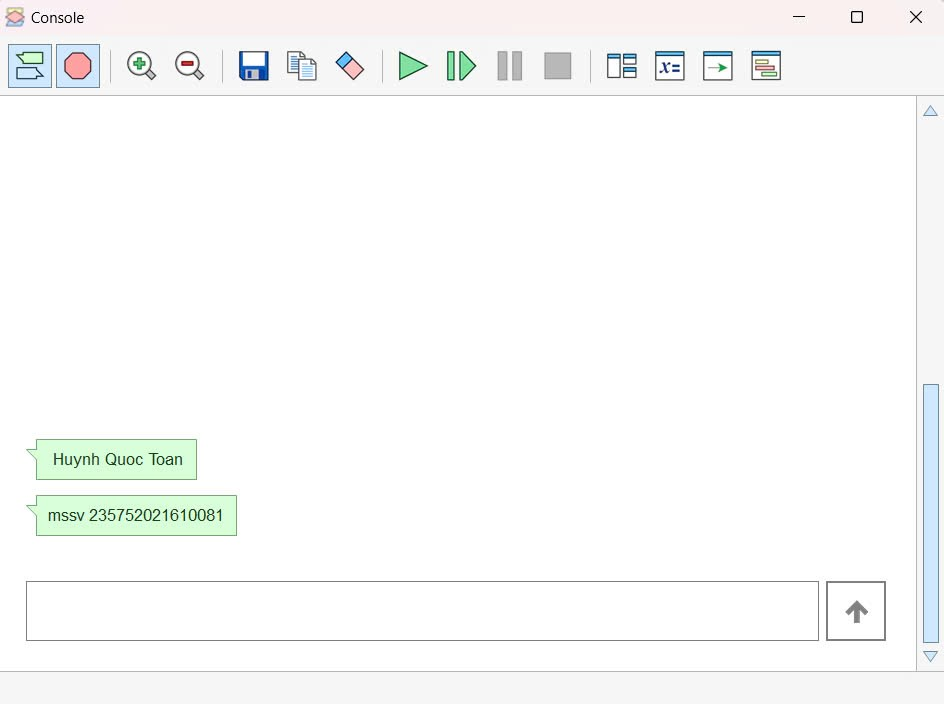 Console
x=
Huynh Quoc Toan
mssv 235752021610081